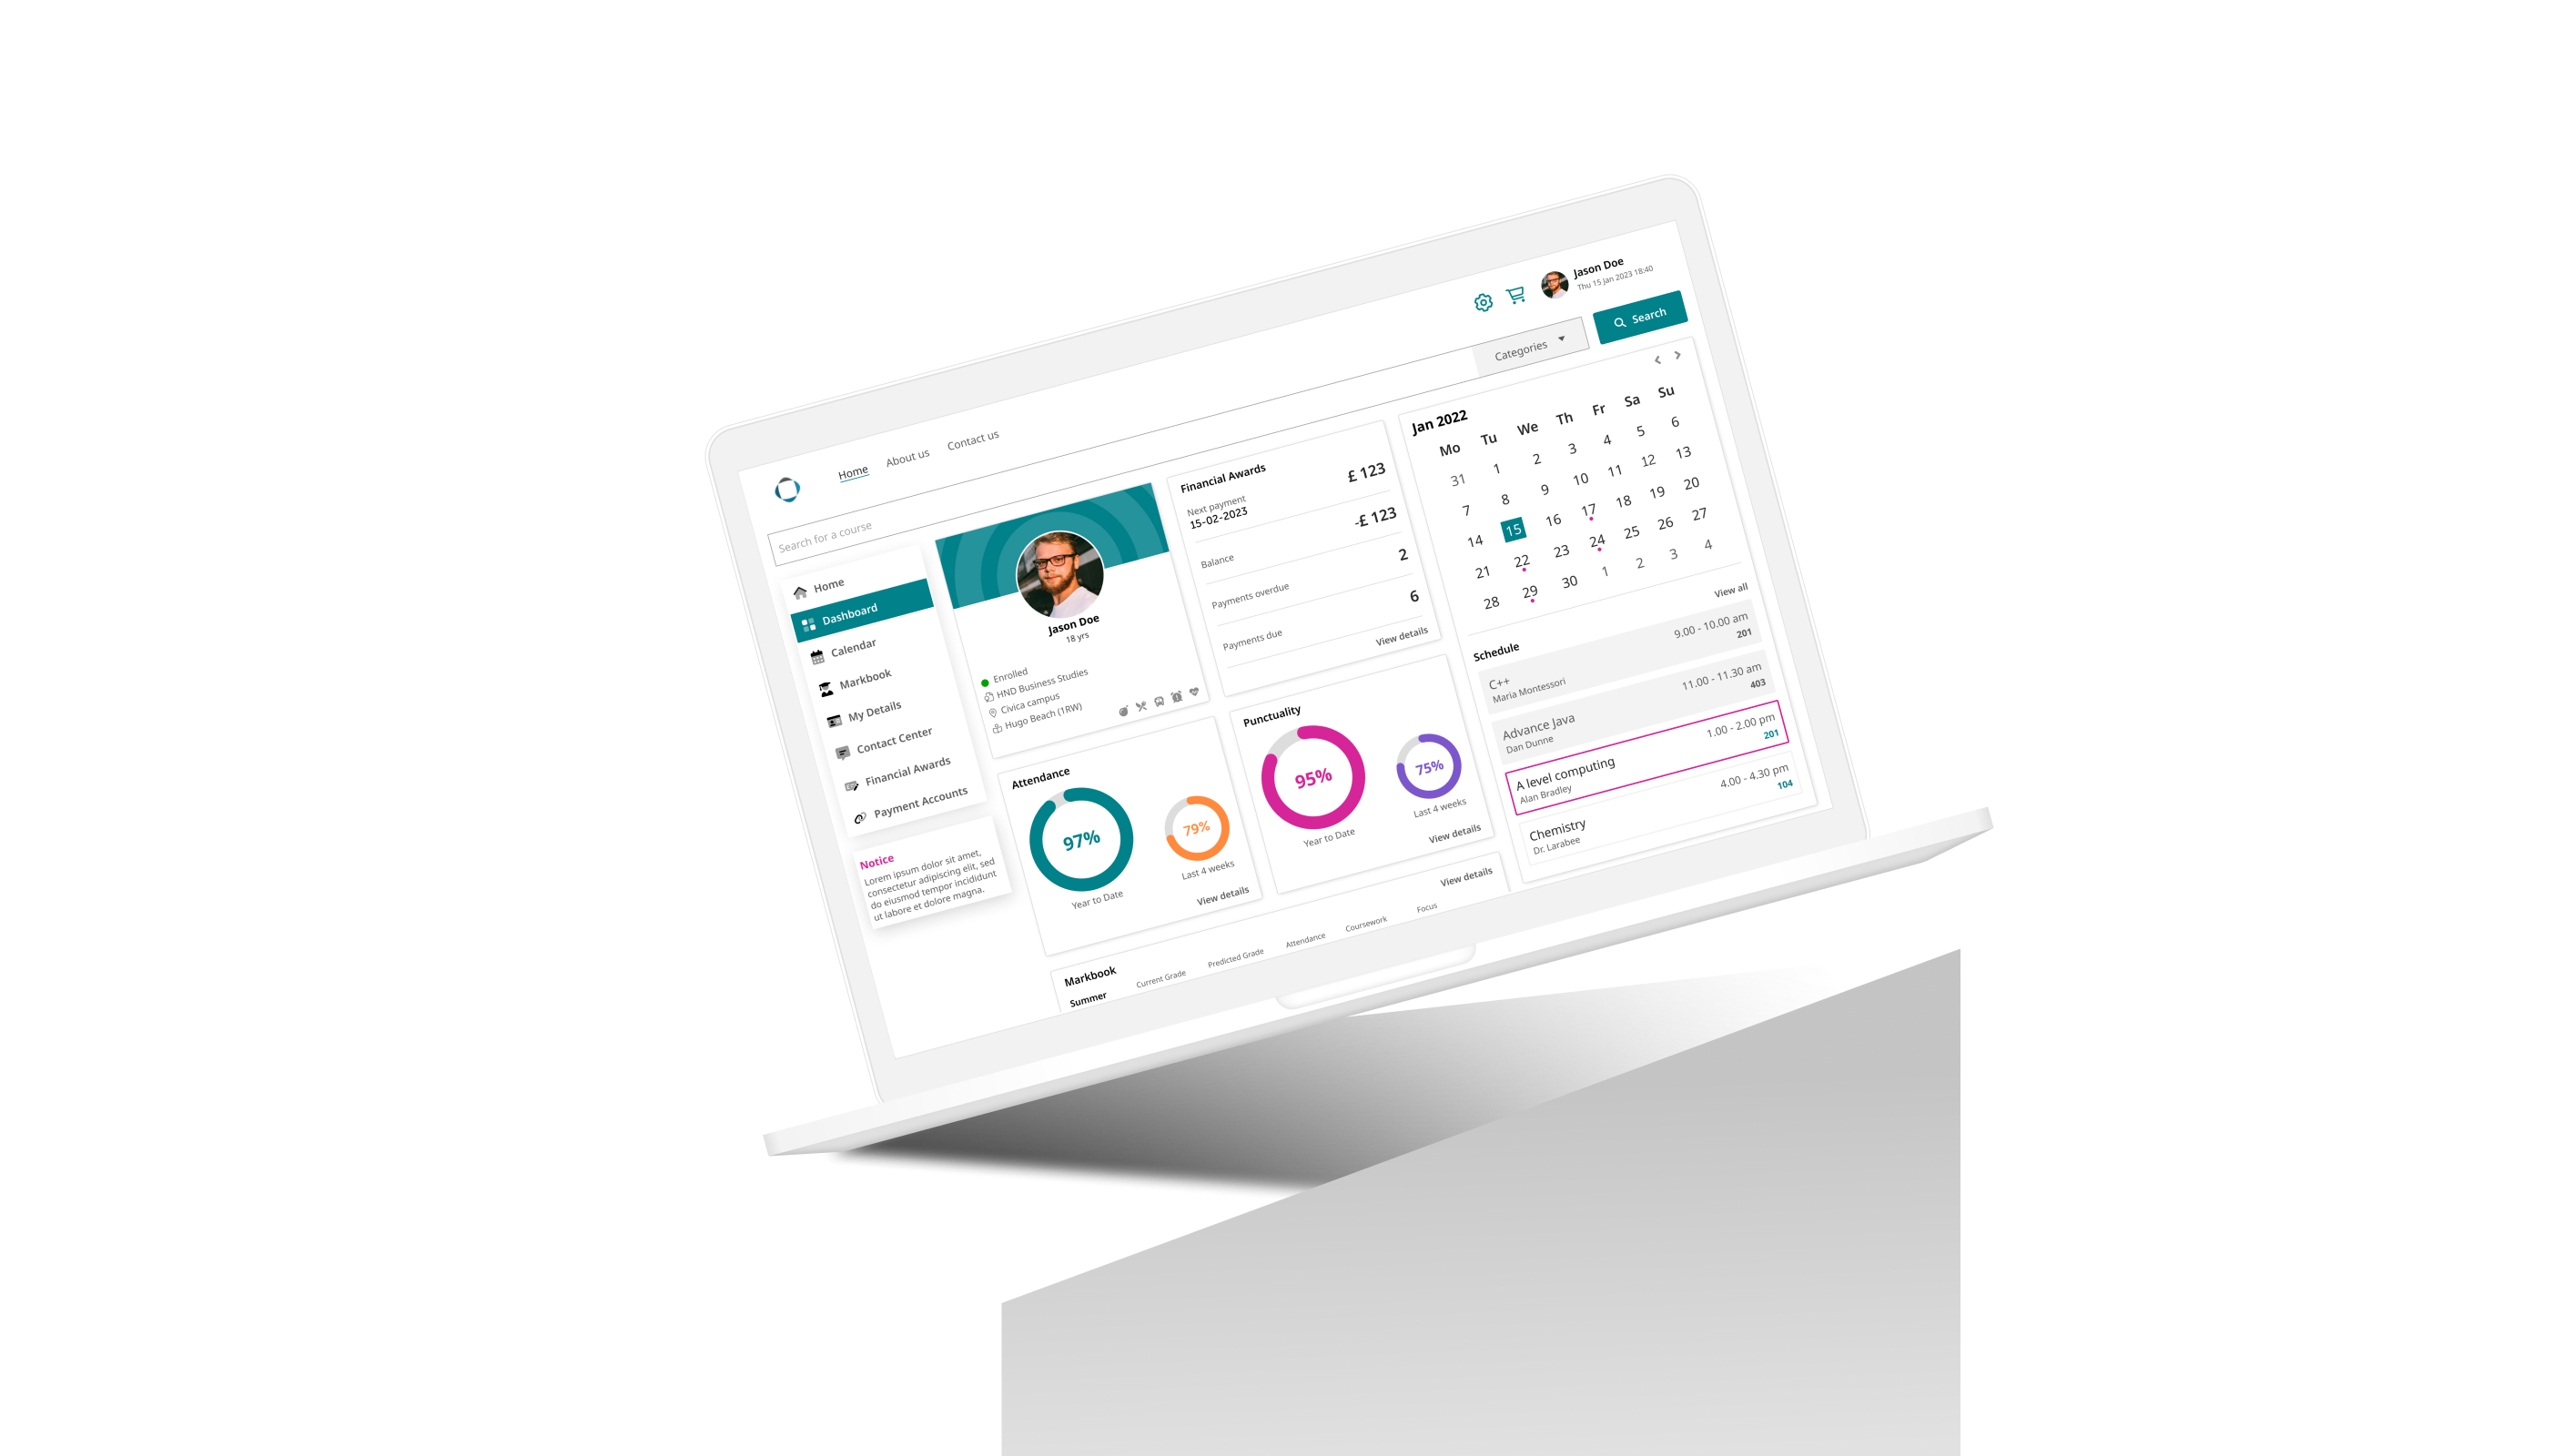 Jason Doe
Thu 15 Jan 2023 18:40
Home About us Contact us
Search for a course
Categories
Search
Home
Dashboard
Calendar
Markbook
My Details
Contact Center
Financial Awards
Payment Accounts
Notice
Lorem ipsum dolor sit amet,
consectetur adipiscing elit, sed
do eiusmod tempor incididunt
ut labore et dolore magna.
Jason Doe
18 yrs
Enrolled
HND Business Studies
Civica campus
Hugo Beach (1RW)
Financial Awards
Next payment £ 123
15-02-2023
Balance -£ 123
Payments overdue 2
Payments due 6
View details
Attendance
97%
Year to Date
79%
Last 4 weeks
View details
Punctuality
95%
Year to Date
75%
Last 4 weeks
View details
Markbook View details
Summer Current Grade Predicted Grade Attendance Coursework Focus
Jan 2022
Mo Tu We Th Fr Sa Su
31 1 2 3 4 5 6
7 8 9 10 11 12 13
14 15 16 17 18 19 20
21 22 23 24 25 26 27
28 29 30 1 2 3 4
Schedule View all
C++ 9.00 - 10.00 am
Maria Montessori 201
Advance Java 11.00 - 11.30 am
Dan Dunne 403
A level computing 1.00 - 2.00 pm
Alan Bradley 201
Chemistry 4.00 - 4.30 pm
Dr. Larabee 104